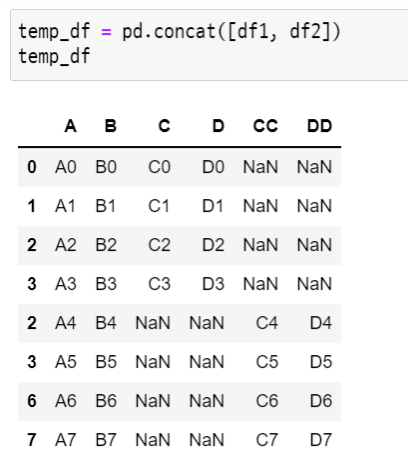 temp_df = pd.concat([df1, df2])
temp_df
A B C D CC DD
0 A0 B0 C0 D0 NaN NaN
1 A1 B1 C1 D1 NaN NaN
2 A2 B2 C2 D2 NaN NaN
3 A3 B3 C3 D3 NaN NaN
2 A4 B4 NaN NaN C4 D4
3 A5 B5 NaN NaN C5 D5
6 A6 B6 NaN NaN C6 D6
7 A7 B7 NaN NaN C7 D7